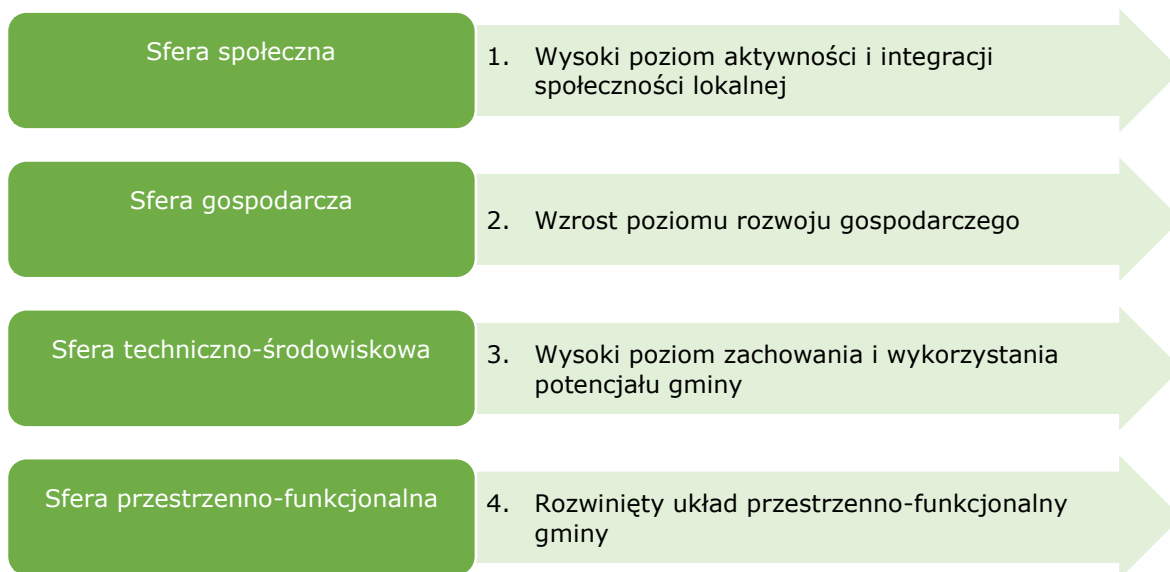 Sfera społeczna
1. Wysoki poziom aktywności i integracji
społeczności lokalnej
Sfera gospodarcza
2. Wzrost poziomu rozwoju gospodarczego
Sfera techniczno-środowiskowa
3. Wysoki poziom zachowania i wykorzystania
potencjału gminy
Sfera przestrzenno-funkcjonalna
4. Rozwinięty układ przestrzenno-funkcjonalny
gminy